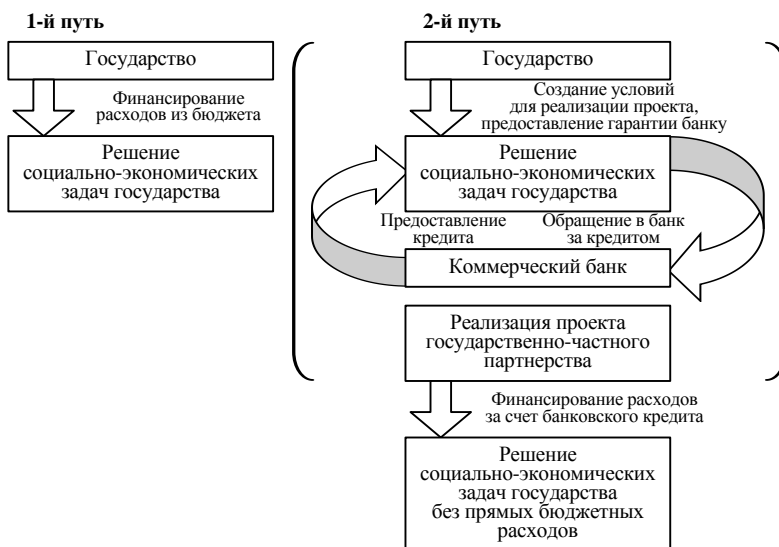 1-й путь
Государство
Финансирование
расходов из бюджета
Решение
социально-экономических
задач государства
2-й путь
Государство
Создание условий
для реализации проекта,
предоставление гарантии банку
Решение
социально-экономических
задач государства
Предоставление
кредита
Обращение в банк
за кредитом
Коммерческий банк
Реализация проекта
государственно-частного
партнерства
Финансирование расходов
за счет банковского кредита
Решение
социально-экономических
задач государства
без прямых бюджетных
расходов